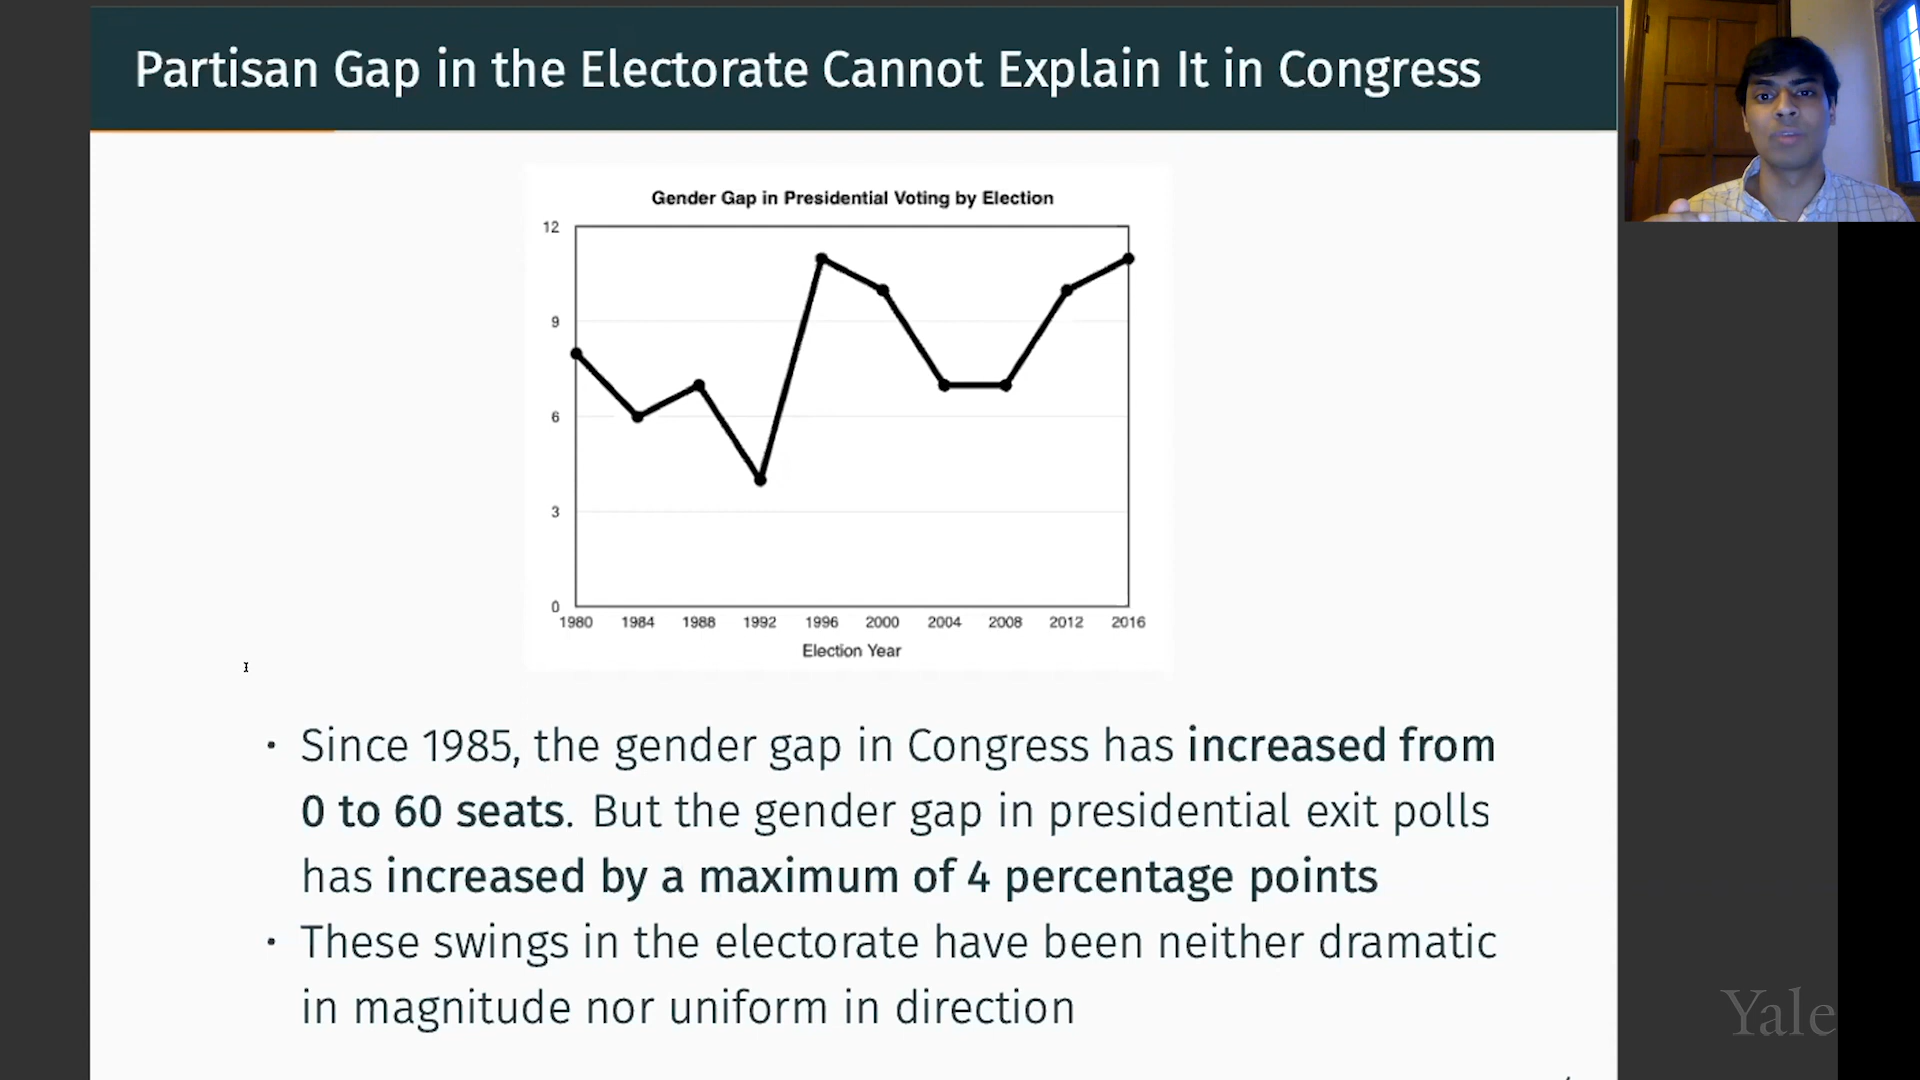 Partisan Gap in the Electorate Cannot Explain It in Congress
Gender Gap in Presidential Voting by Election
12
9
6
3
0
1980 1984 1988 1992 1996 2000 2004 2008 2012 2016
Election Year
• Since 1985, the gender gap in Congress has increased from
0 to 60 seats. But the gender gap in presidential exit polls
has increased by a maximum of 4 percentage points
• These swings in the electorate have been neither dramatic
in magnitude nor uniform in direction
Yale